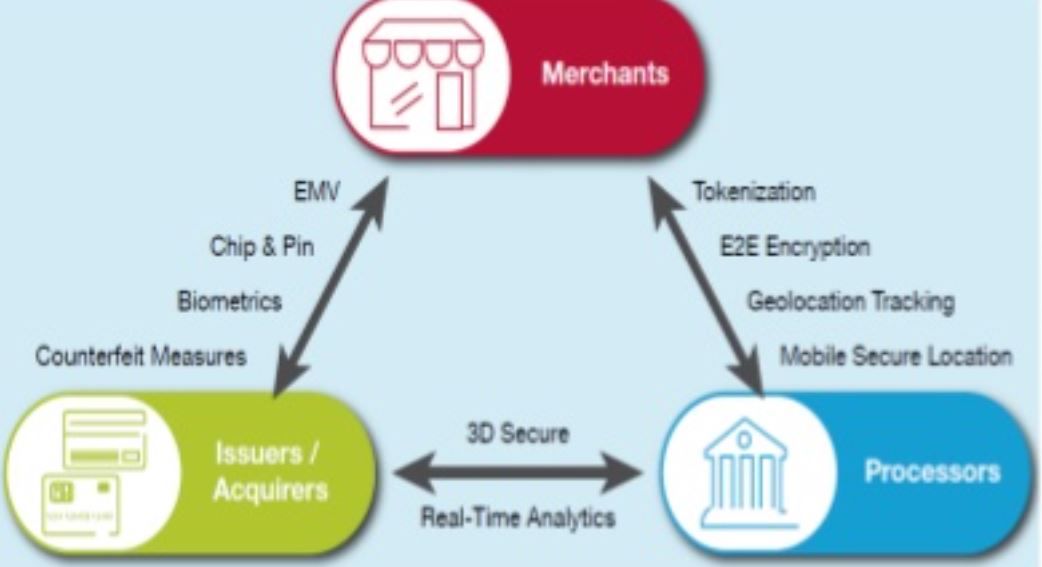 Merchants
EMV
Tokenization
Chip & Pin
E2E Encryption
Biometrics
Geolocation Tracking
Counterfeit Measures
Mobile Secure Location
Issuers /
Acquirers
3D Secure
Real-Time Analytics
Processors